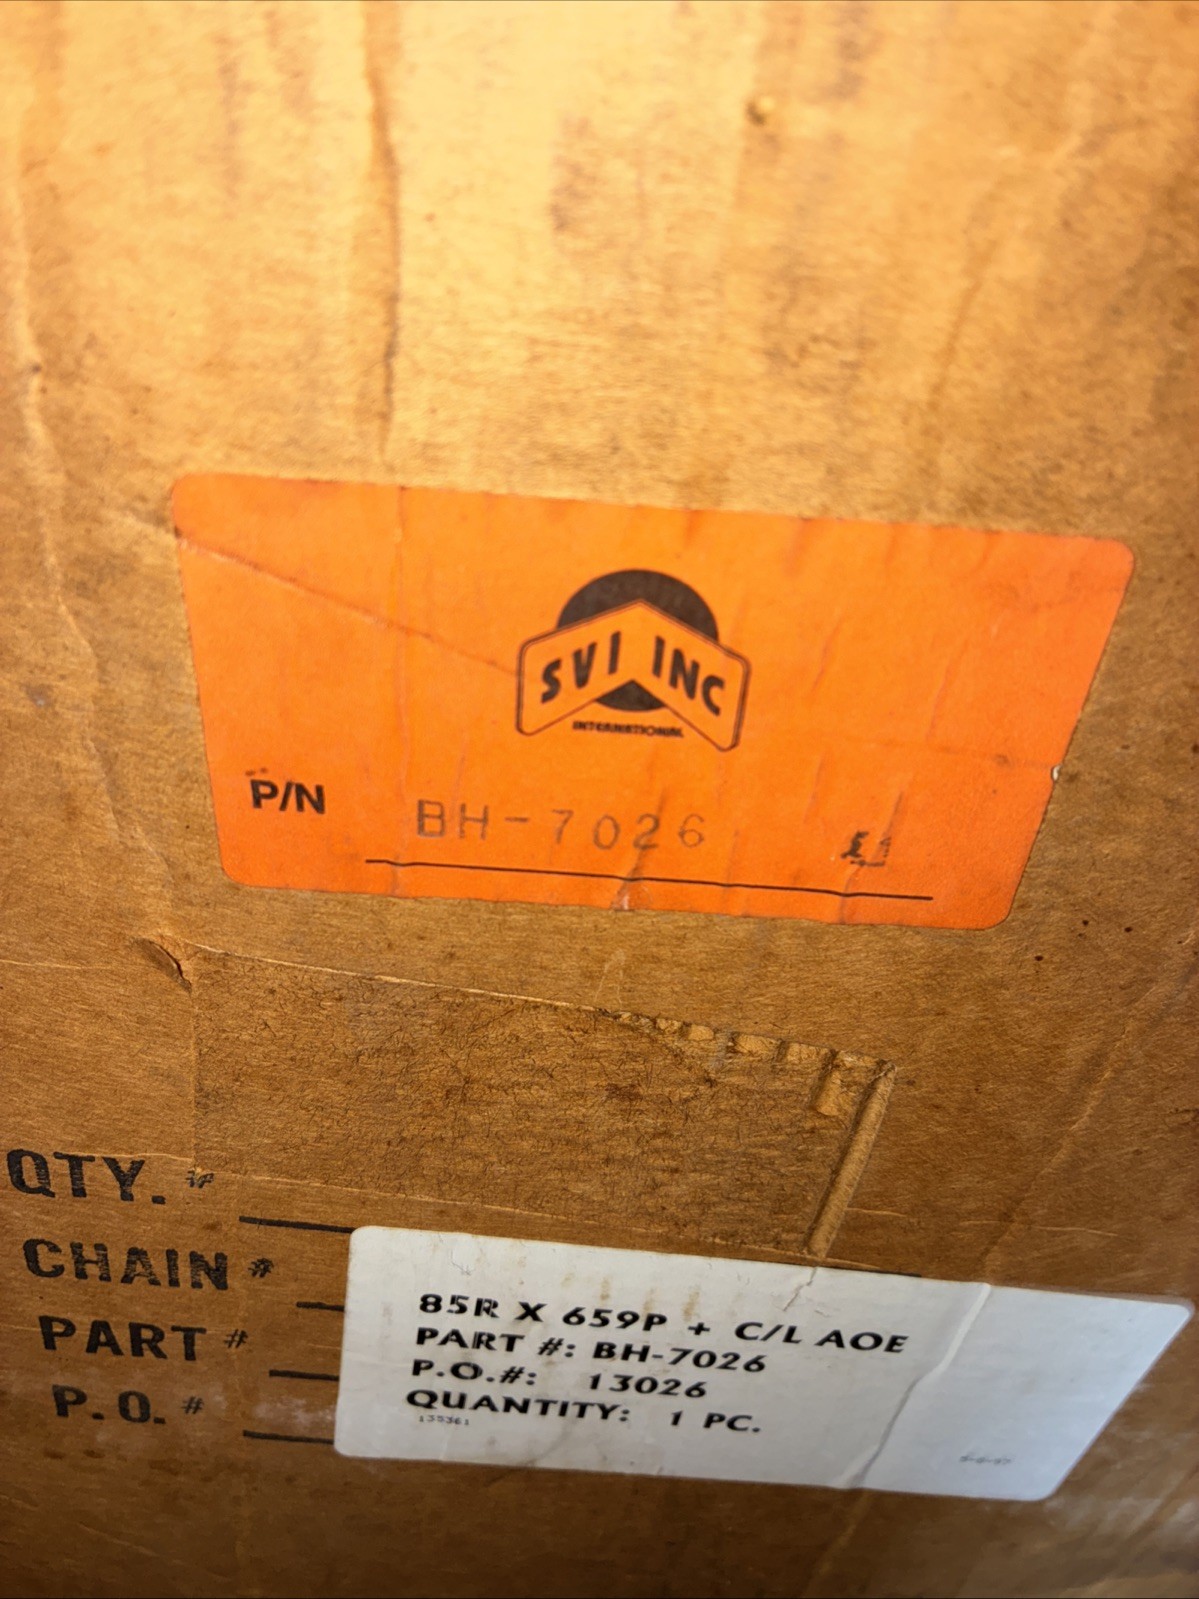 SVI INC
INTERNATIONAL
P/N BH-7026
QTY. #
CHAIN #
PART #
P.O. #
85R X 659P + C/L AOE
PART #: BH-7026
P.O.#: 13026
QUANTITY: 1 PC.